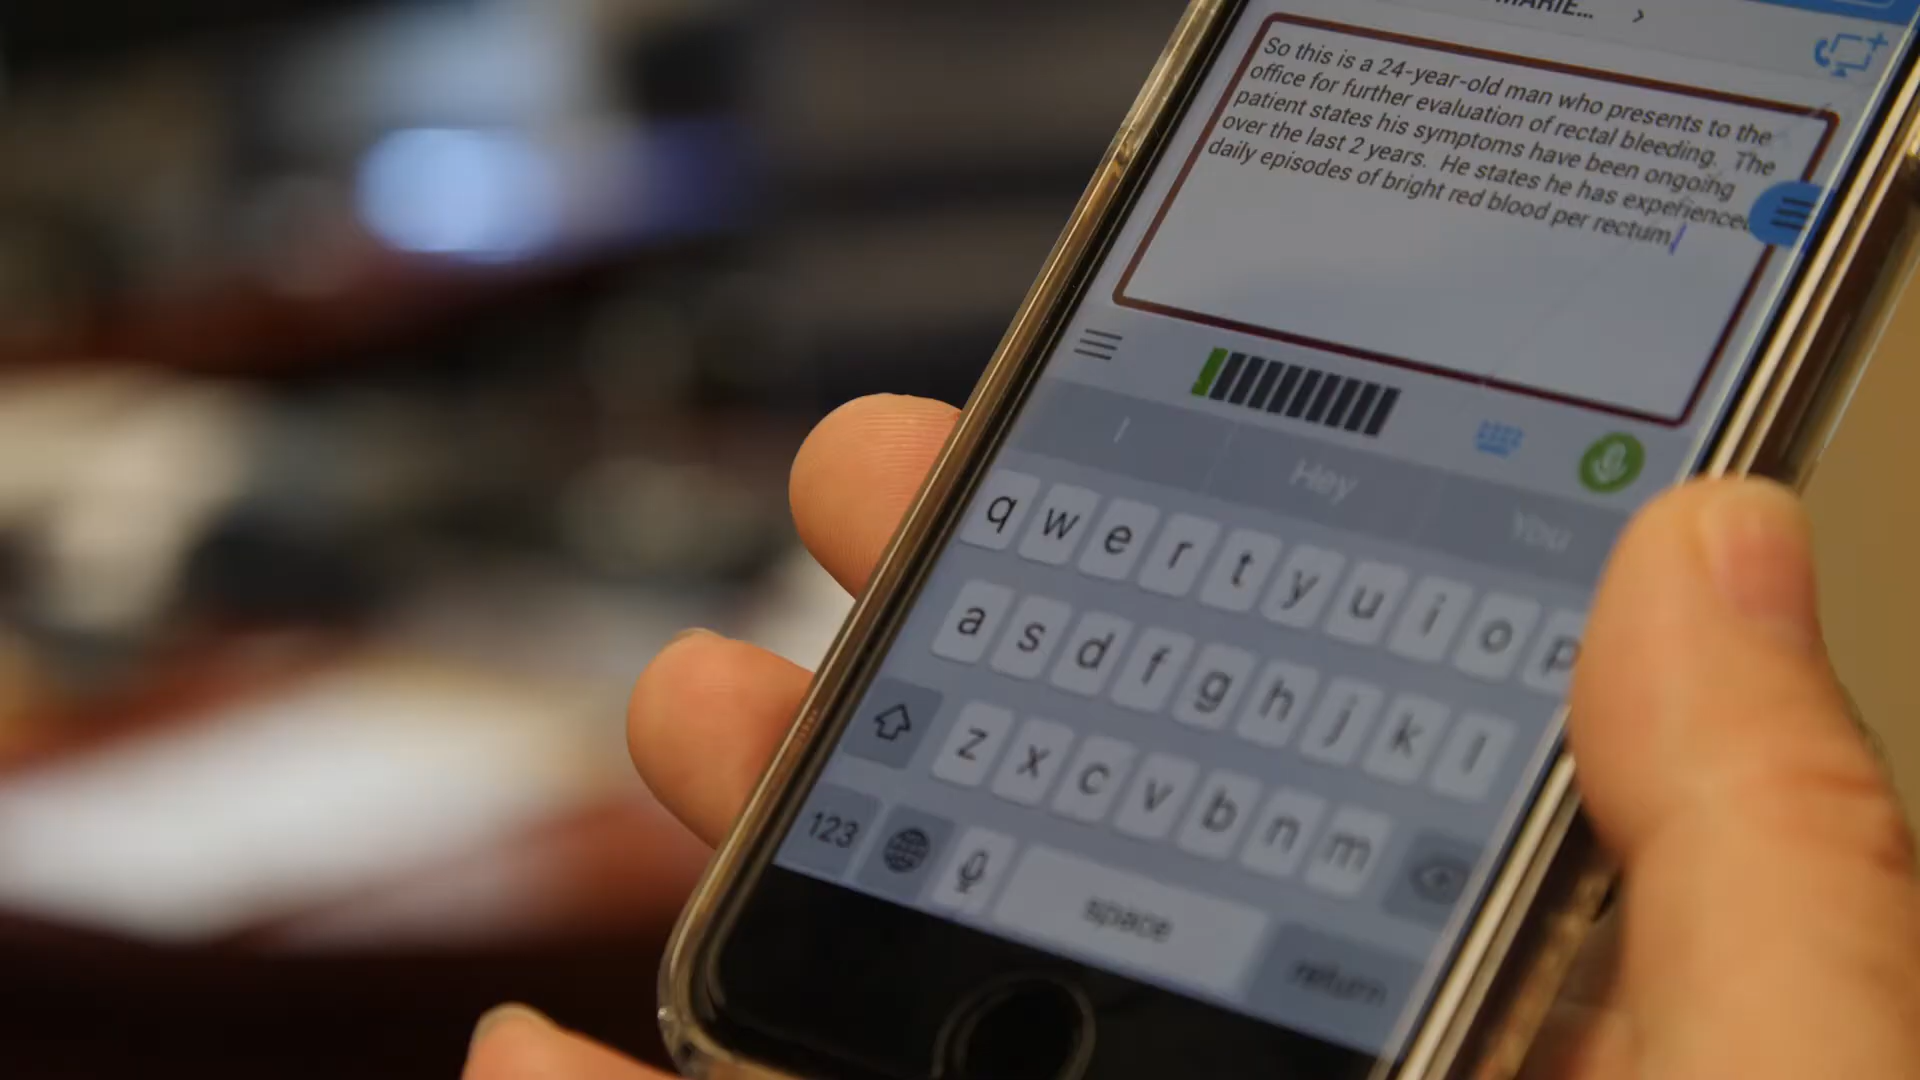 MARIE...
So this is a 24-year-old man who presents to the
office for further evaluation of rectal bleeding. The
patient states his symptoms have been ongoing
over the last 2 years. He states he has experienced
daily episodes of bright red blood per rectum.
I Hey You
q w e r t y u i o p
a s d f g h j k l
z x c v b n m
123 space return